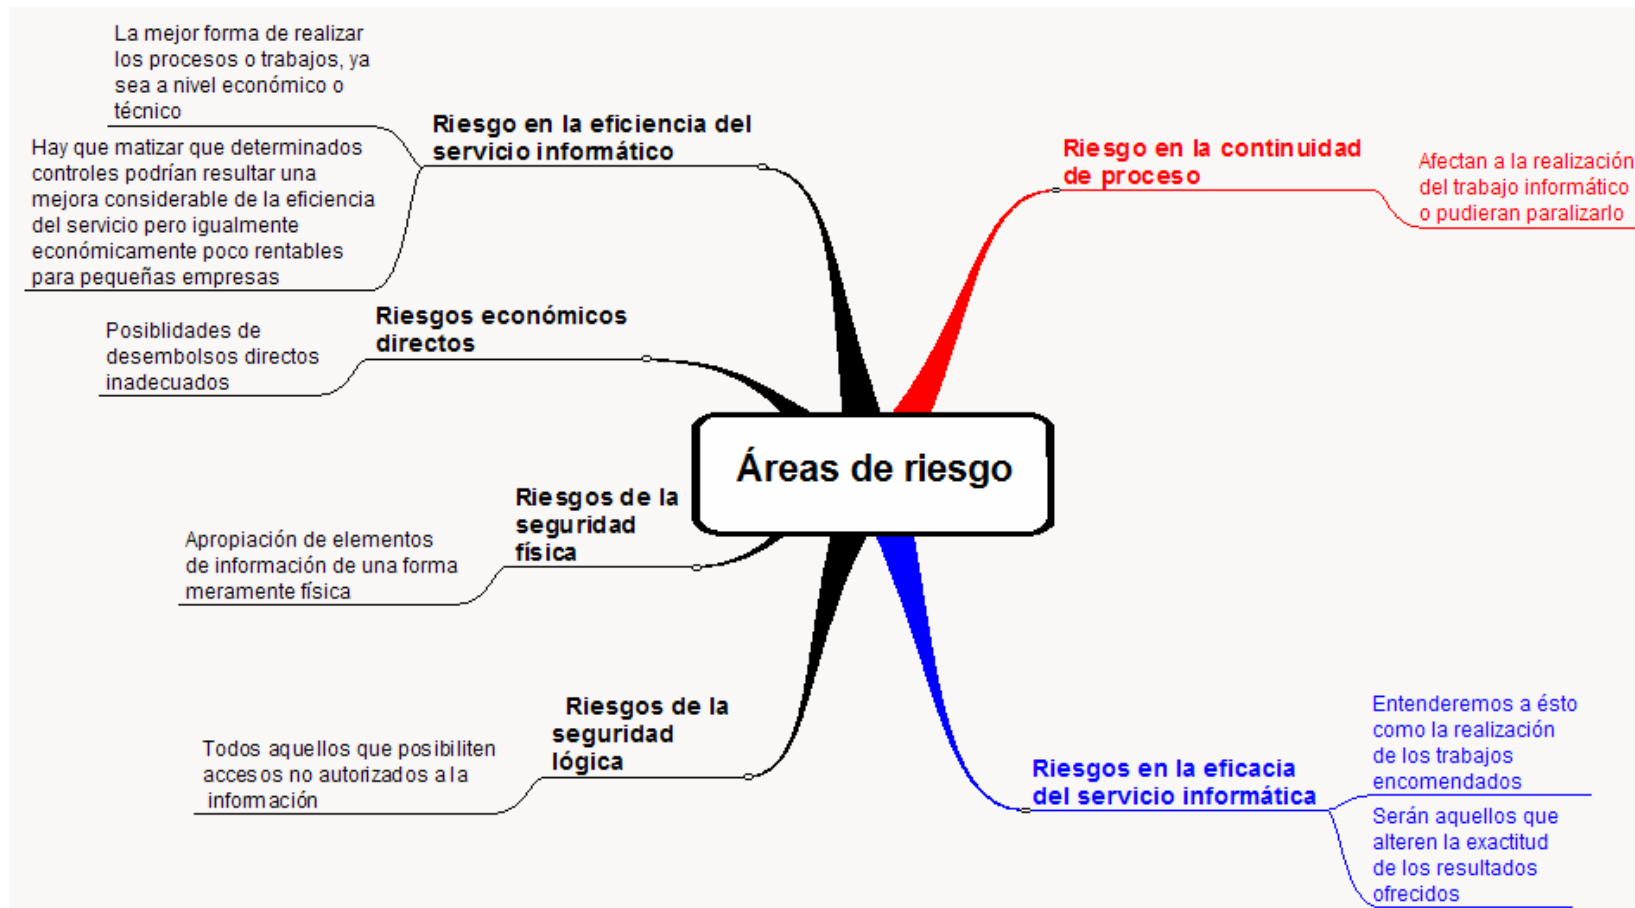 La mejor forma de realizar
los procesos o trabajos, ya
sea a nivel económico o
técnico
Riesgo en la eficiencia del
servicio informático
Hay que matizar que determinados
controles podrían resultar una
mejora considerable de la eficiencia
del servicio pero igualmente
económicamente poco rentables
para pequeñas empresas
Riesgos económicos
directos
Posiblidades de
desembolsos directos
inadecuados
Riesgos de la
seguridad
física
Apropiación de elementos
de información de una forma
meramente física
Riesgos de la
seguridad
lógica
Todos aquellos que posibiliten
accesos no autorizados a la
información
Áreas de riesgo
Riesgo en la continuidad
de proceso
Afectan a la realización
del trabajo informático
o pudieran paralizarlo
Riesgos en la eficacia
del servicio informática
Entenderemos a ésto
como la realización
de los trabajos
encomendados
Serán aquellos que
alteren la exactitud
de los resultados
ofrecidos